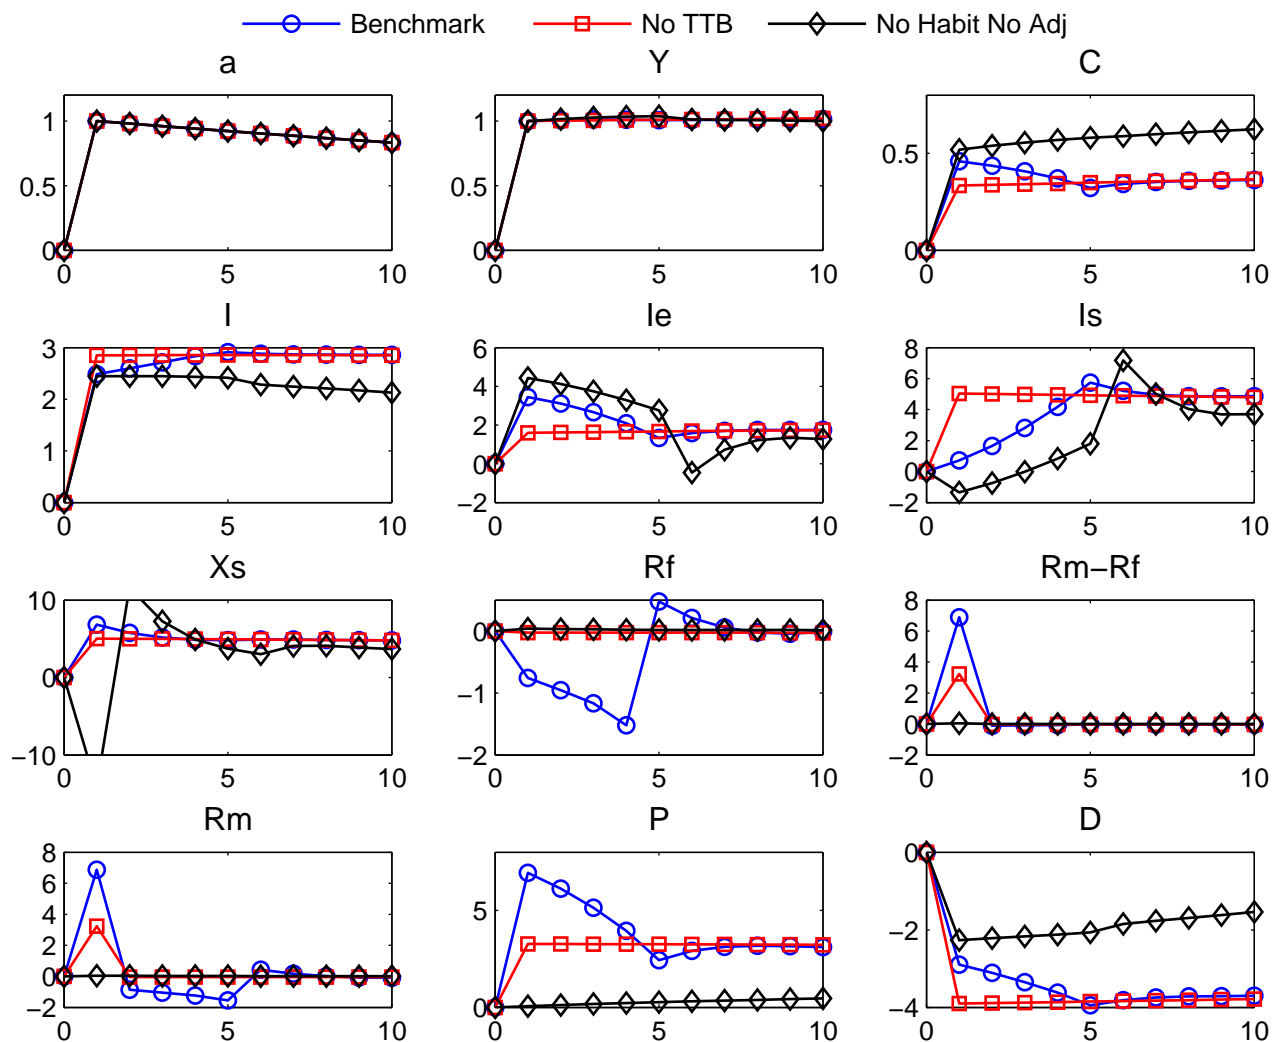 Benchmark No TTB No Habit No Adj
a Y C
1 1
0.5 0.5 0.5
0 0 0
0 5 10 0 5 10 0 5 10
I Ie Is
3 6 8
2 4 6
1 2 4
0 0 2
−2 0
−2
0 5 10 0 5 10 0 5 10
Xs Rf Rm−Rf
10 0 8
0 −1 6
−10 −2 4
2
0
−2
0 5 10 0 5 10 0 5 10
Rm P D
8 5 0
6 0 −2
4 −4
2
0
−2
0 5 10 0 5 10 0 5 10